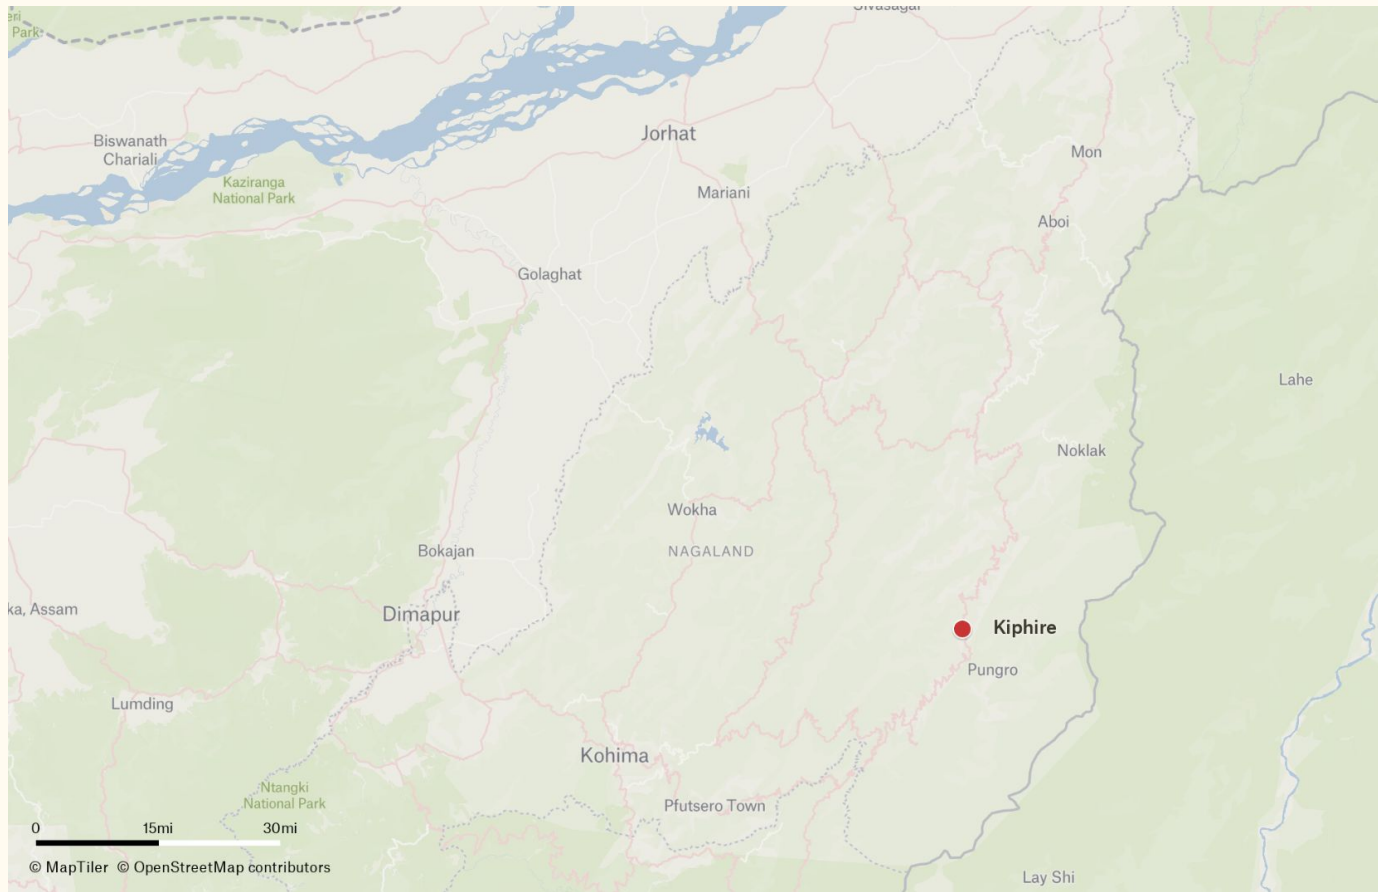 Sivasagar
eri
Park
Biswanath
Chariali
Jorhat
Mon
Kaziranga
National Park
Mariani
Aboi
Golaghat
Lahe
Noklak
Wokha
NAGALAND
Bokajan
ka, Assam
Dimapur
Kiphire
Pungro
Lumding
Kohima
Ntangki
National Park
Pfutsero Town
0 15mi 30mi
© MapTiler © OpenStreetMap contributors
Lay Shi